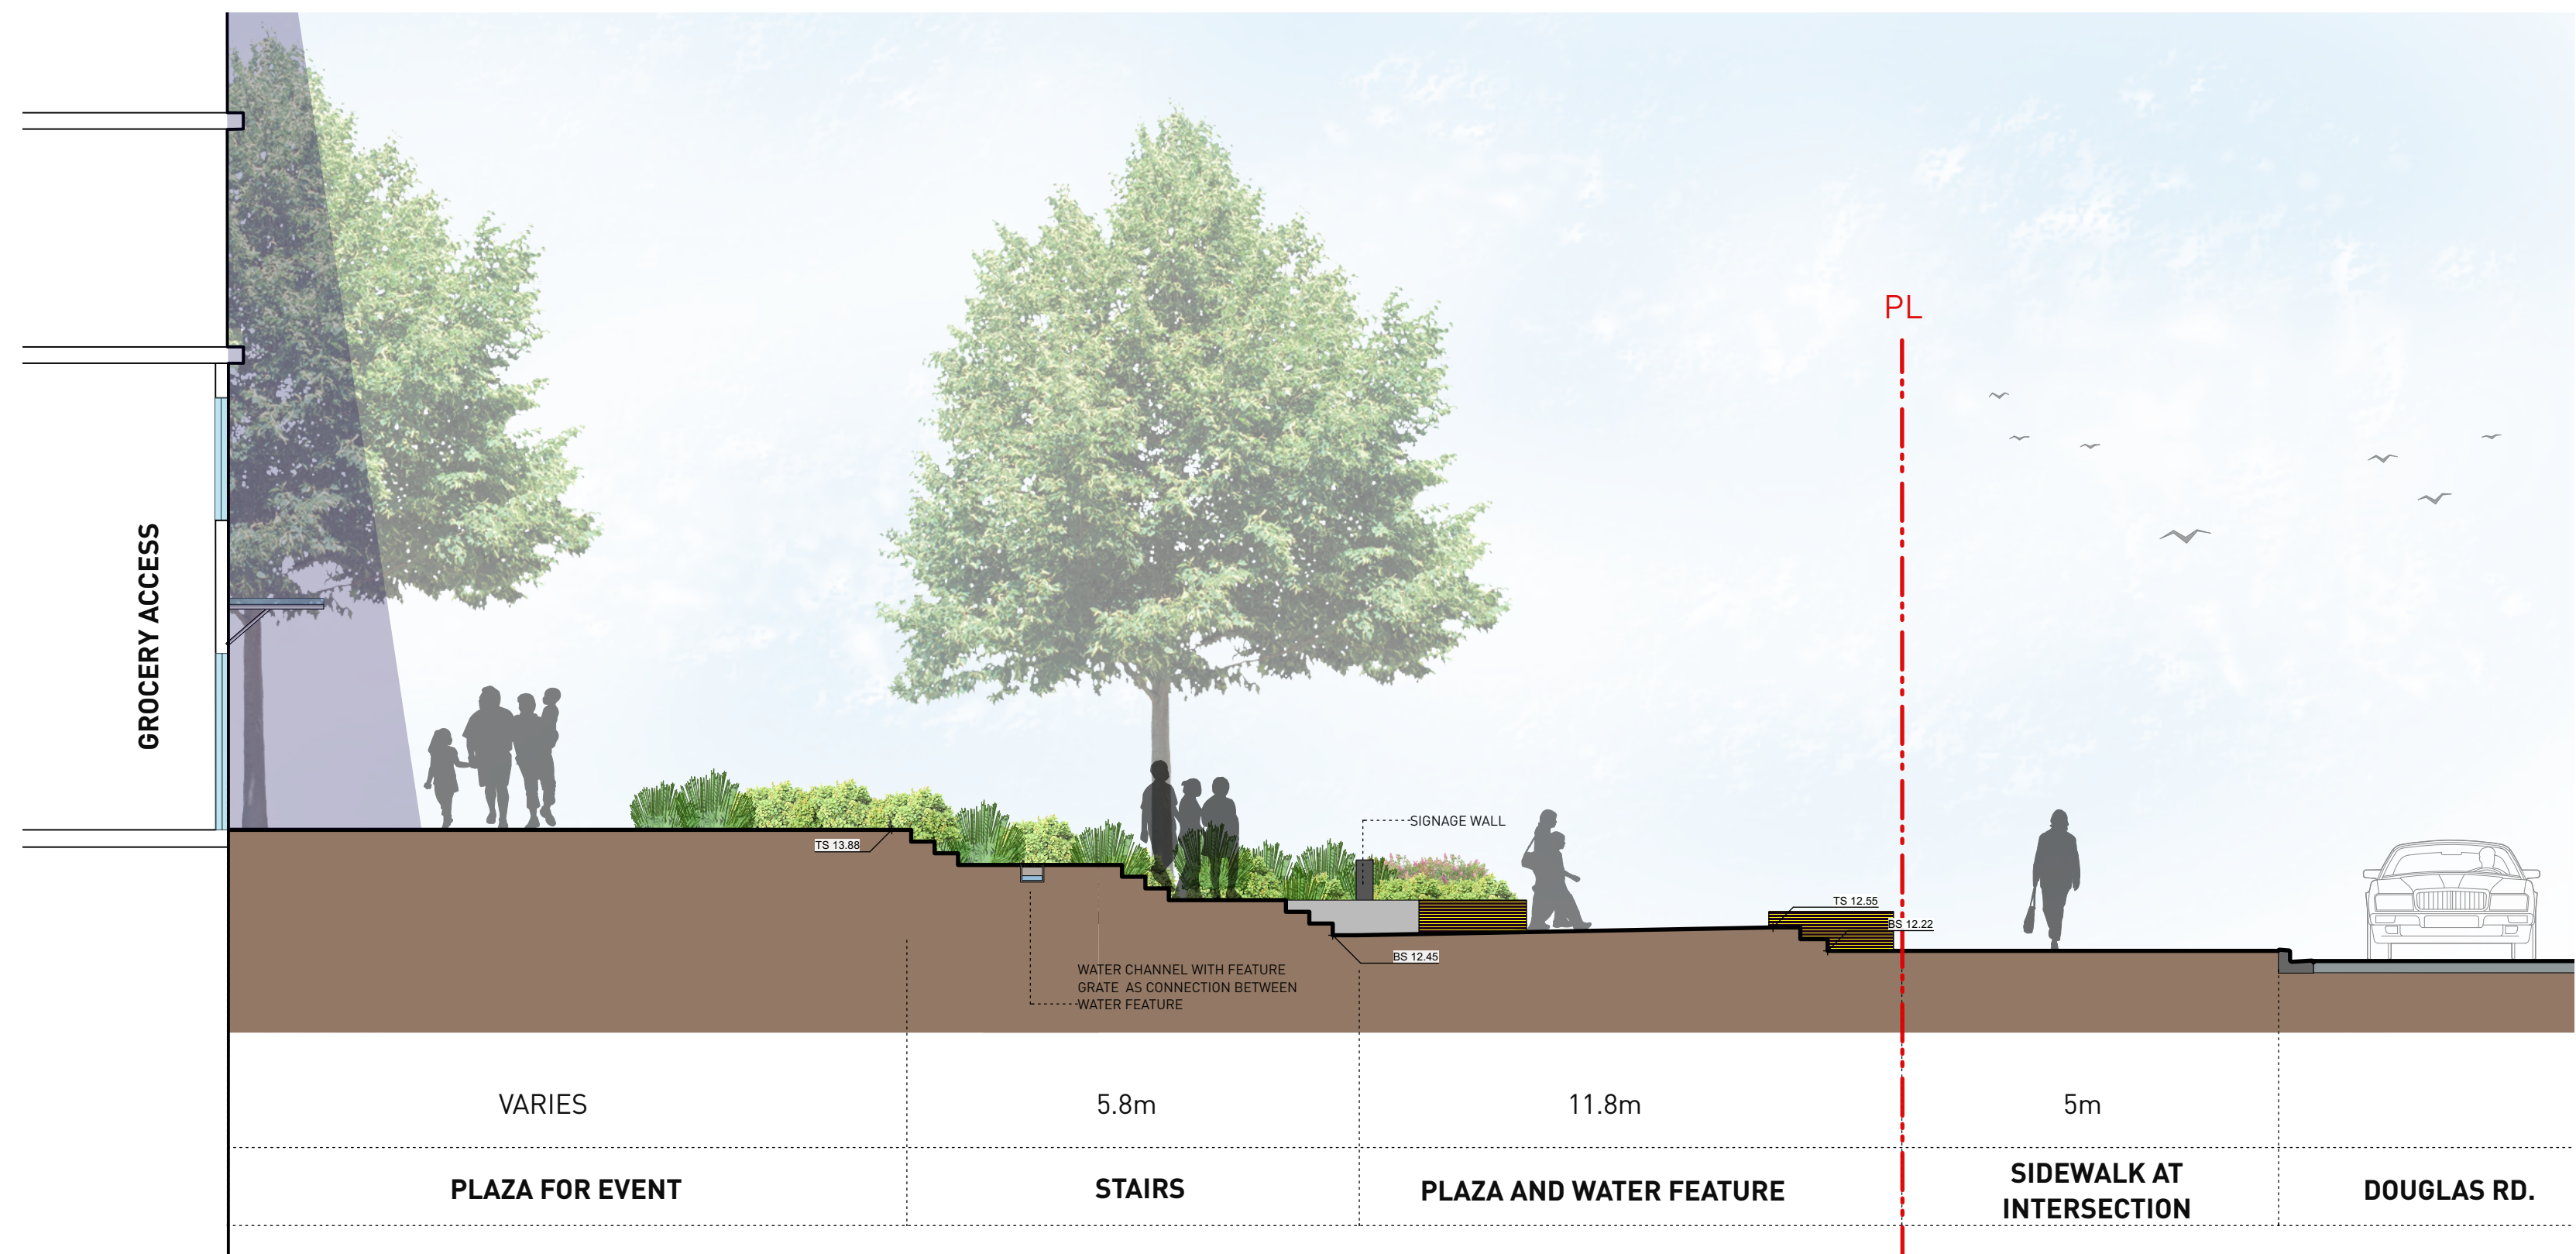 PL
GROCERY ACCESS
SIGNAGE WALL
TS 13.88
TS 12.55
BS 12.22
BS 12.45
WATER CHANNEL WITH FEATURE
GRATE AS CONNECTION BETWEEN
WATER FEATURE
VARIES
5.8m
11.8m
5m
PLAZA FOR EVENT
STAIRS
PLAZA AND WATER FEATURE
SIDEWALK AT
INTERSECTION
DOUGLAS RD.